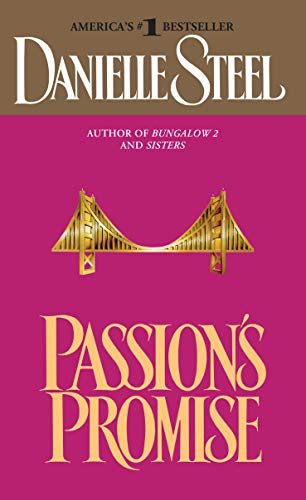 AMERICA'S #1 BESTSELLER
DANIELLE STEEL
AUTHOR OF BUNGALOW 2
AND SISTERS
PASSION'S
PROMISE